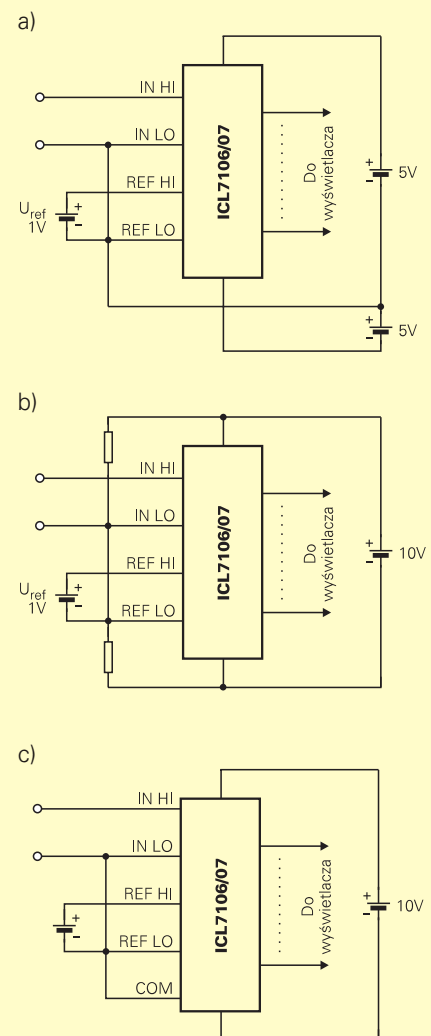 a)
IN HI
IN LO
REF HI
U_ref
1V
REF LO
ICL7106/07
Do
wyświetlacza
+
-
5V
+
-
+
-
5V
b)
IN HI
IN LO
REF HI
U_ref
1V
REF LO
ICL7106/07
Do
wyświetlacza
+
-
10V
+
-
c)
IN HI
IN LO
REF HI
REF LO
COM
ICL7106/07
Do
wyświetlacza
+
-
10V
+
-